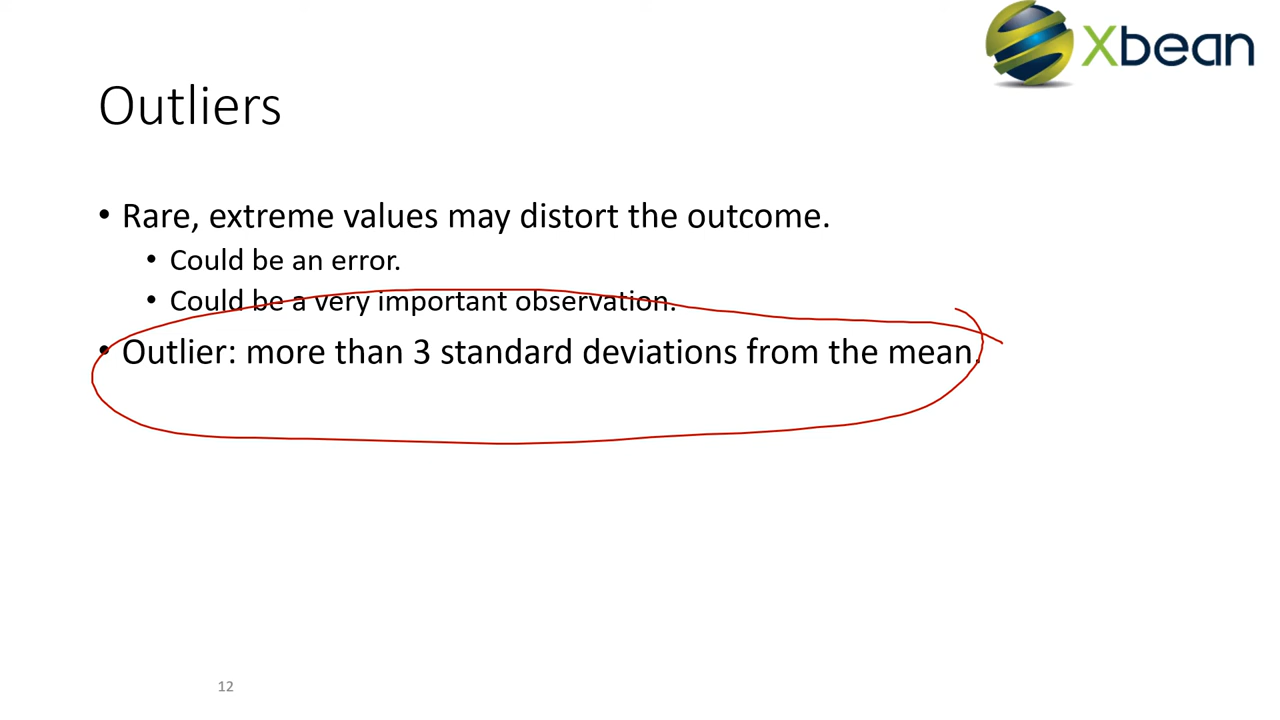 Xbean
Outliers
• Rare, extreme values may distort the outcome.
• Could be an error.
• Could be a very important observation.
• Outlier: more than 3 standard deviations from the mean.
12